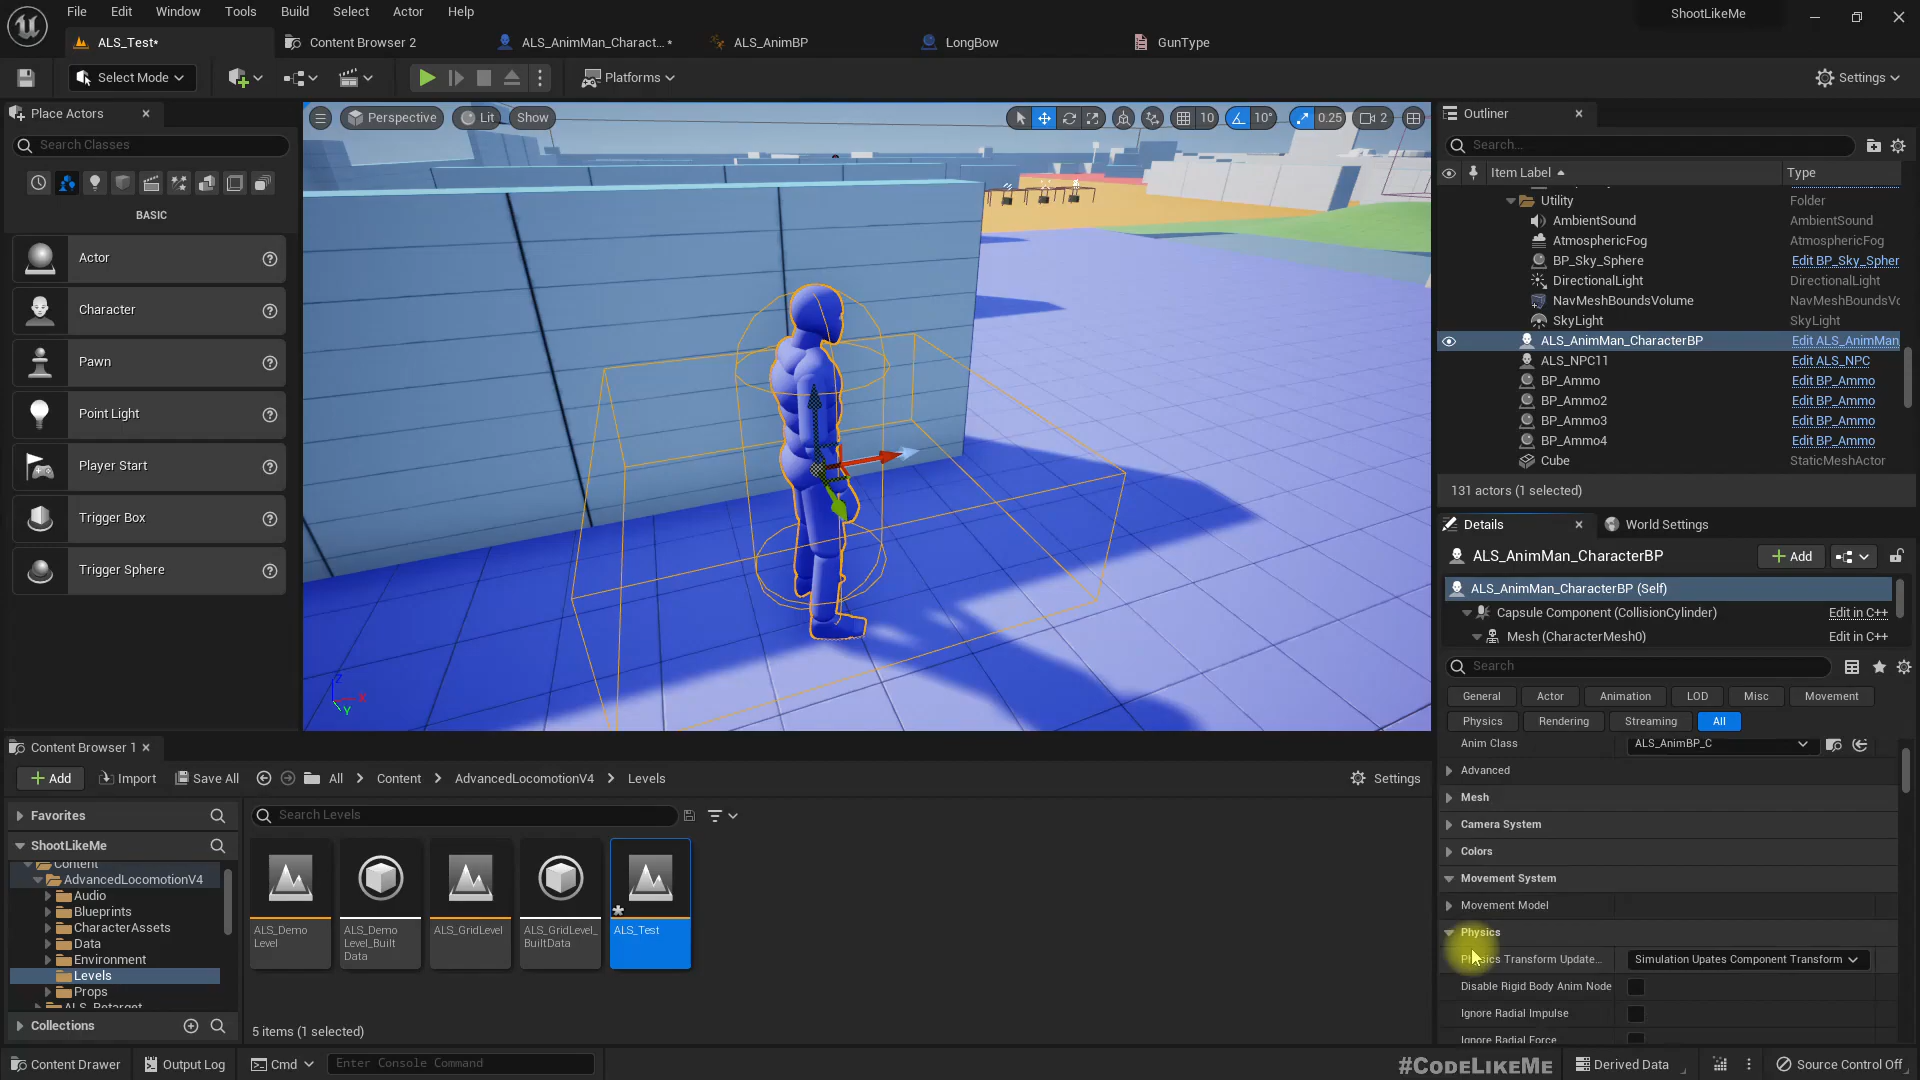 File Edit Window Tools Build Select Actor Help
ShootLikeMe
ALS_Test*
Content Browser 2
ALS_AnimMan_Charact...*
ALS_AnimBP
LongBow
GunType
Select Mode
Platforms
Settings
Place Actors
Search Classes
BASIC
Actor
Character
Pawn
Point Light
Player Start
Trigger Box
Trigger Sphere
Perspective
Lit
Show
10
10°
0.25
2
Z
X
Y
Outliner
Search...
Item Label
Type
Utility Folder
AmbientSound AmbientSound
AtmosphericFog AtmosphericFog
BP_Sky_Sphere Edit BP_Sky_Spher
DirectionalLight DirectionalLight
NavMeshBoundsVolume NavMeshBoundsVc
SkyLight SkyLight
ALS_AnimMan_CharacterBP Edit ALS_AnimMan
ALS_NPC11 Edit ALS_NPC
BP_Ammo Edit BP_Ammo
BP_Ammo2 Edit BP_Ammo
BP_Ammo3 Edit BP_Ammo
BP_Ammo4 Edit BP_Ammo
Cube StaticMeshActor
131 actors (1 selected)
Details
World Settings
ALS_AnimMan_CharacterBP
Add
ALS_AnimMan_CharacterBP (Self)
Capsule Component (CollisionCylinder) Edit in C++
Mesh (CharacterMesh0) Edit in C++
Search
General Actor Animation LOD Misc Movement
Physics Rendering Streaming All
Anim Class ALS_AnimBP_C
Advanced
Mesh
Camera System
Colors
Movement System
Movement Model
Physics
Physics Transform Update... Simulation Upates Component Transform
Disable Rigid Body Anim Node
Ignore Radial Impulse
Ignore Radial Force
Content Browser 1
Add
Import
Save All
All
Content
AdvancedLocomotionV4
Levels
Settings
Favorites
ShootLikeMe
Content
AdvancedLocomotionV4
Audio
Blueprints
CharacterAssets
Data
Environment
Levels
Props
ALS_Retarget
Collections
Search Levels
ALS_Demo
Level
ALS_Demo
Level_Built
Data
ALS_GridLevel
ALS_GridLevel_
BuiltData
ALS_Test
5 items (1 selected)
Content Drawer
Output Log
Cmd
Enter Console Command
#CODELIKEME
Derived Data
Source Control Off